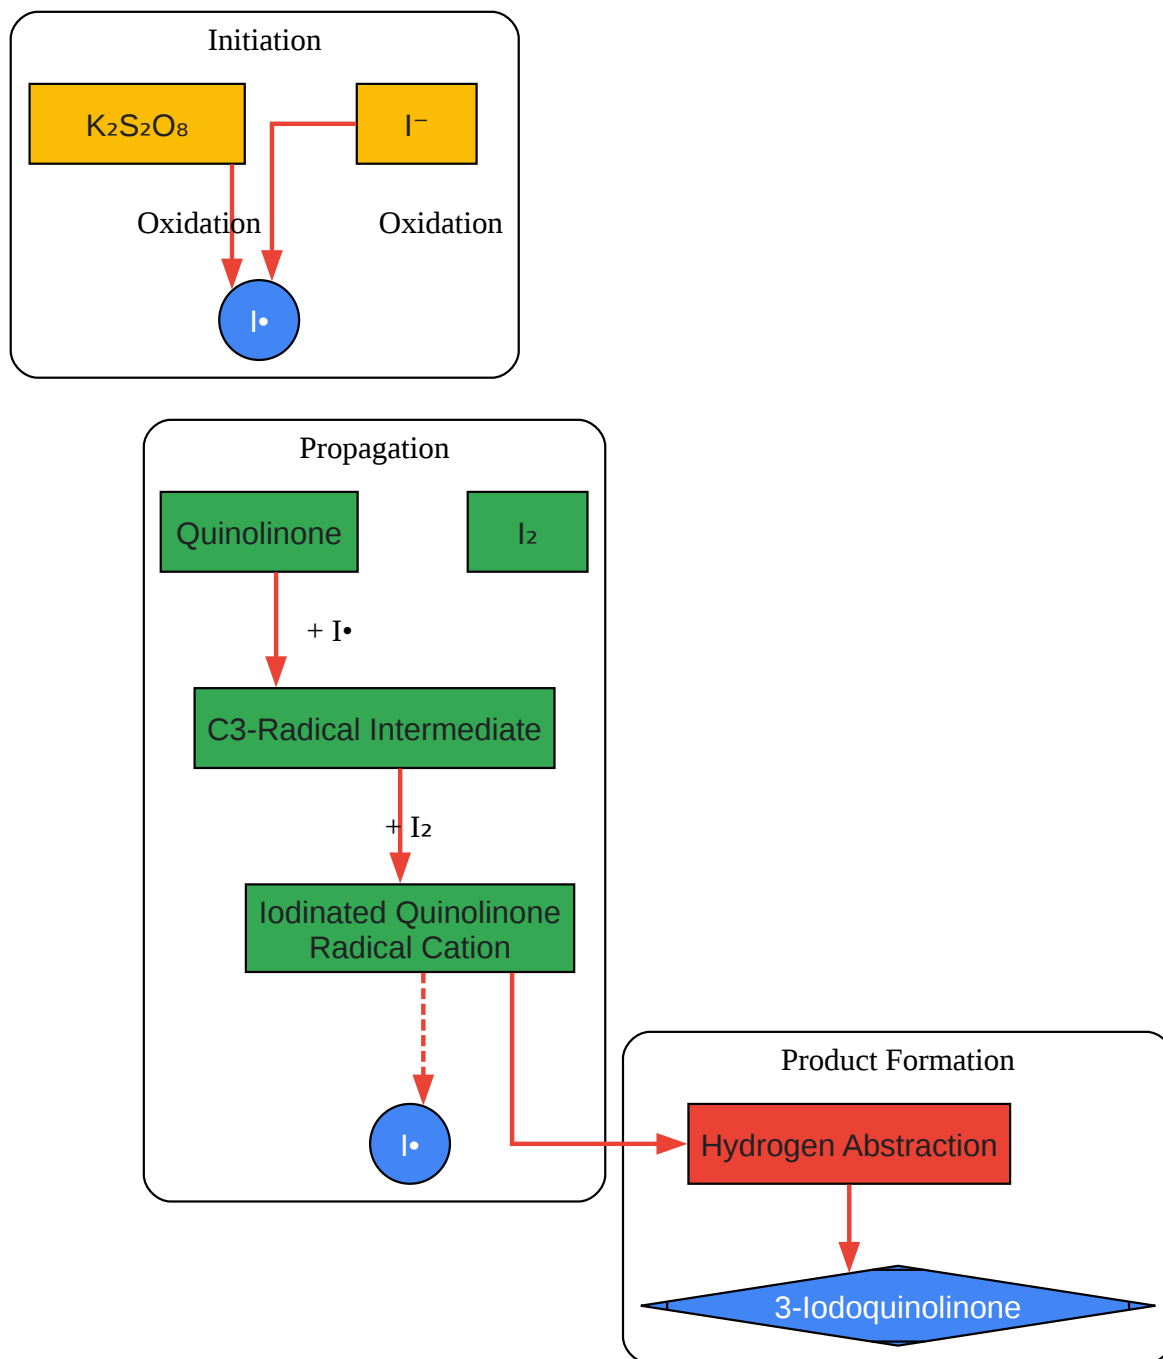 Initiation
K₂S₂O₈
I⁻
Oxidation
Oxidation
I•
Propagation
Quinolinone
I₂
+ I•
C3-Radical Intermediate
+ I₂
Iodinated Quinolinone
Radical Cation
Product Formation
I•
Hydrogen Abstraction
3-Iodoquinolinone